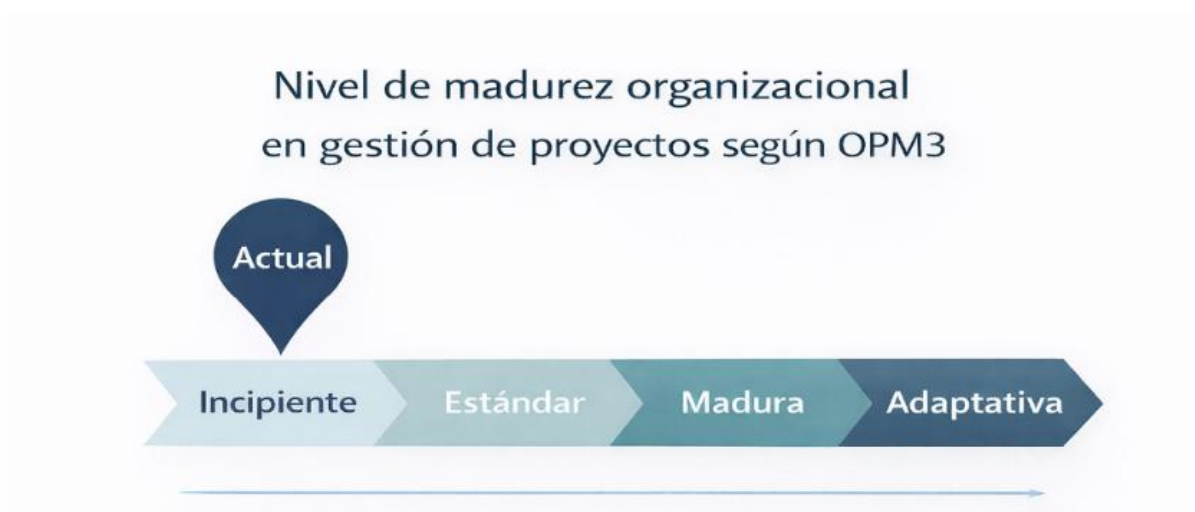 Nivel de madurez organizacional
en gestión de proyectos según OPM3
Actual
Incipiente Estándar Madura Adaptativa